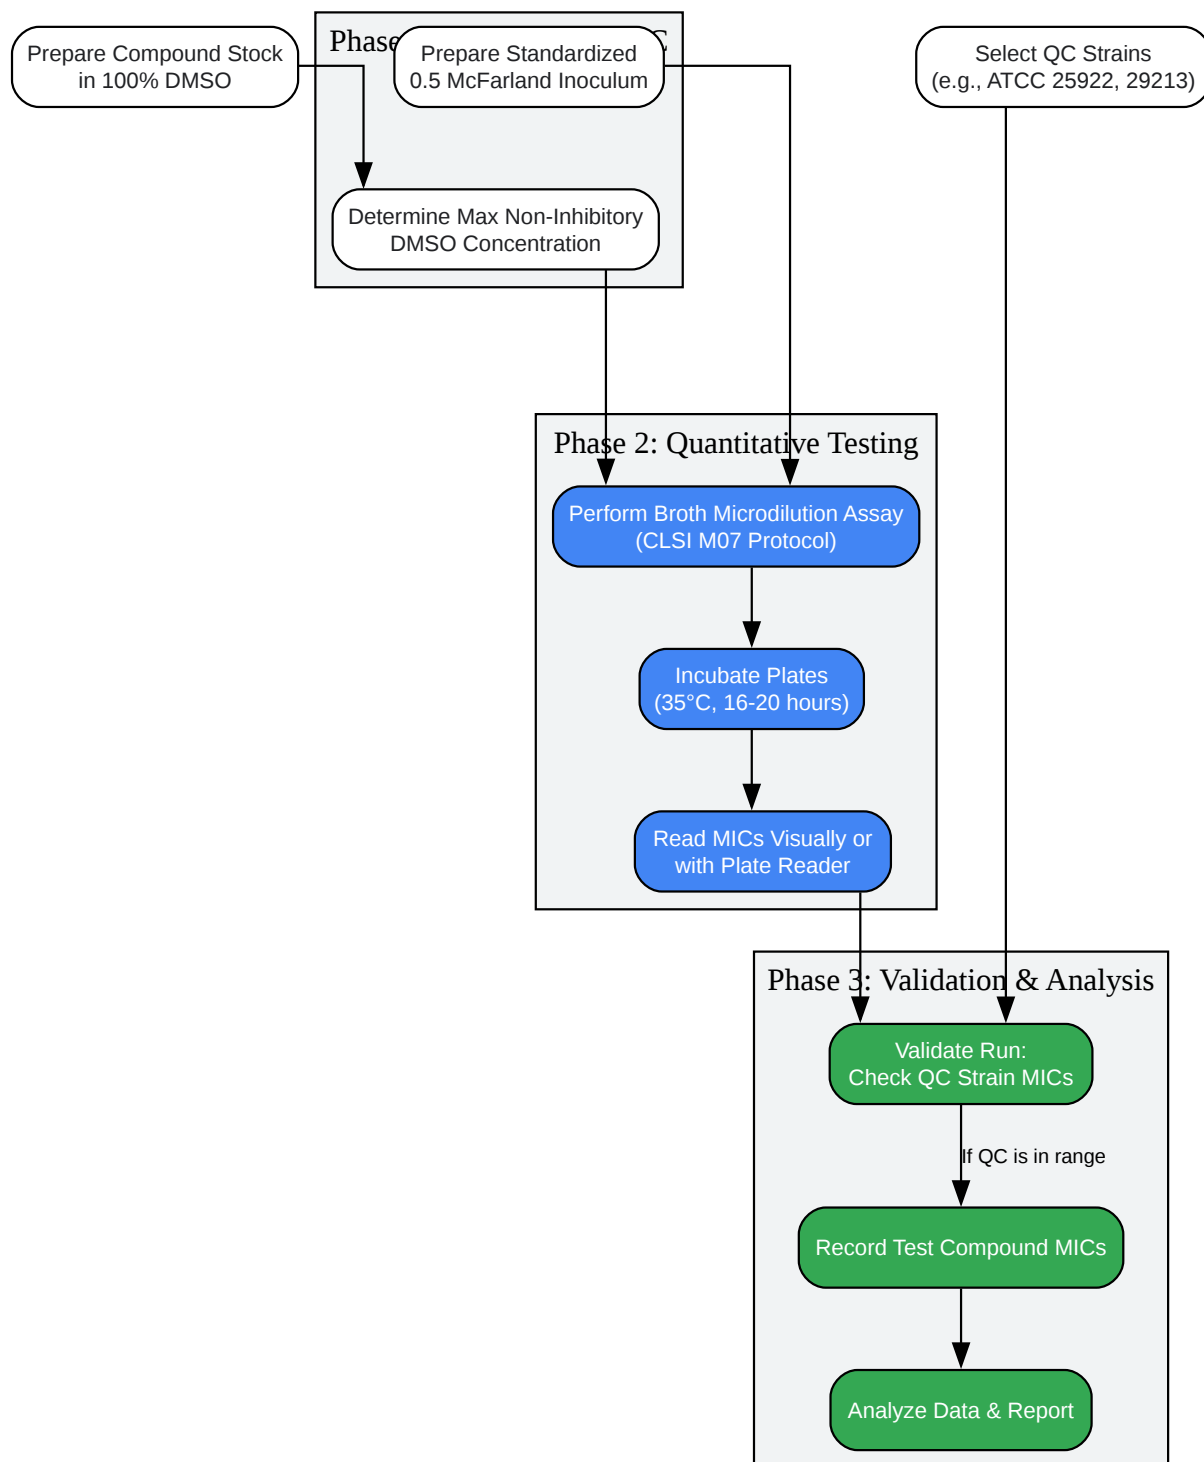 Prepare Compound Stock
in 100% DMSO
Phase
C
Prepare Standardized
0.5 McFarland Inoculum
Select QC Strains
(e.g., ATCC 25922, 29213)
Determine Max Non-Inhibitory
DMSO Concentration
Phase 2: Quantitative Testing
Perform Broth Microdilution Assay
(CLSI M07 Protocol)
Incubate Plates
(35°C, 16-20 hours)
Read MICs Visually or
with Plate Reader
Phase 3: Validation & Analysis
Validate Run:
Check QC Strain MICs
If QC is in range
Record Test Compound MICs
Analyze Data & Report